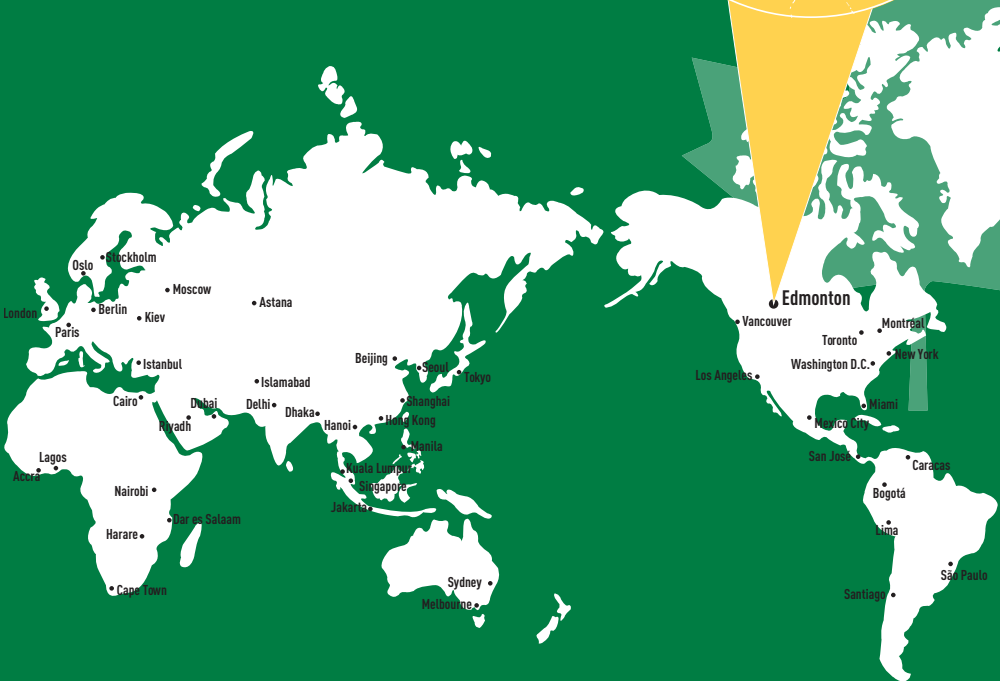 Stockholm
Oslo
Moscow
Astana
London
Berlin
Kiev
Paris
Istanbul
Islamabad
Beijing
Seoul
Tokyo
Cairo
Dubai
Riyadh
Delhi
Dhaka
Hanoi
Shanghai
Hong Kong
Manila
Lagos
Accra
Kuala Lumpur
Singapore
Jakarta
Nairobi
Dar es Salaam
Harare
Cape Town
Sydney
Melbourne
Edmonton
Vancouver
Montreal
Toronto
New York
Washington D.C.
Los Angeles
Miami
Mexico City
San José
Caracas
Bogotá
Lima
São Paulo
Santiago